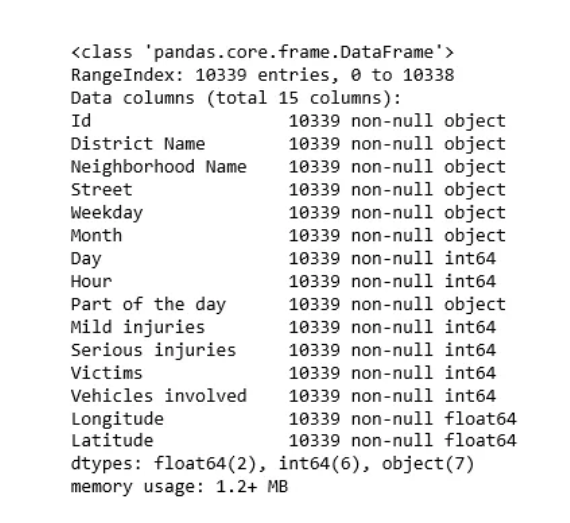 <class 'pandas.core.frame.DataFrame'>
RangeIndex: 10339 entries, 0 to 10338
Data columns (total 15 columns):
Id                    10339 non-null object
District Name         10339 non-null object
Neighborhood Name     10339 non-null object
Street                10339 non-null object
Weekday               10339 non-null object
Month                 10339 non-null object
Day                   10339 non-null int64
Hour                  10339 non-null int64
Part of the day       10339 non-null object
Mild injuries         10339 non-null int64
Serious injuries      10339 non-null int64
Victims               10339 non-null int64
Vehicles involved     10339 non-null int64
Longitude             10339 non-null float64
Latitude              10339 non-null float64
dtypes: float64(2), int64(6), object(7)
memory usage: 1.2+ MB